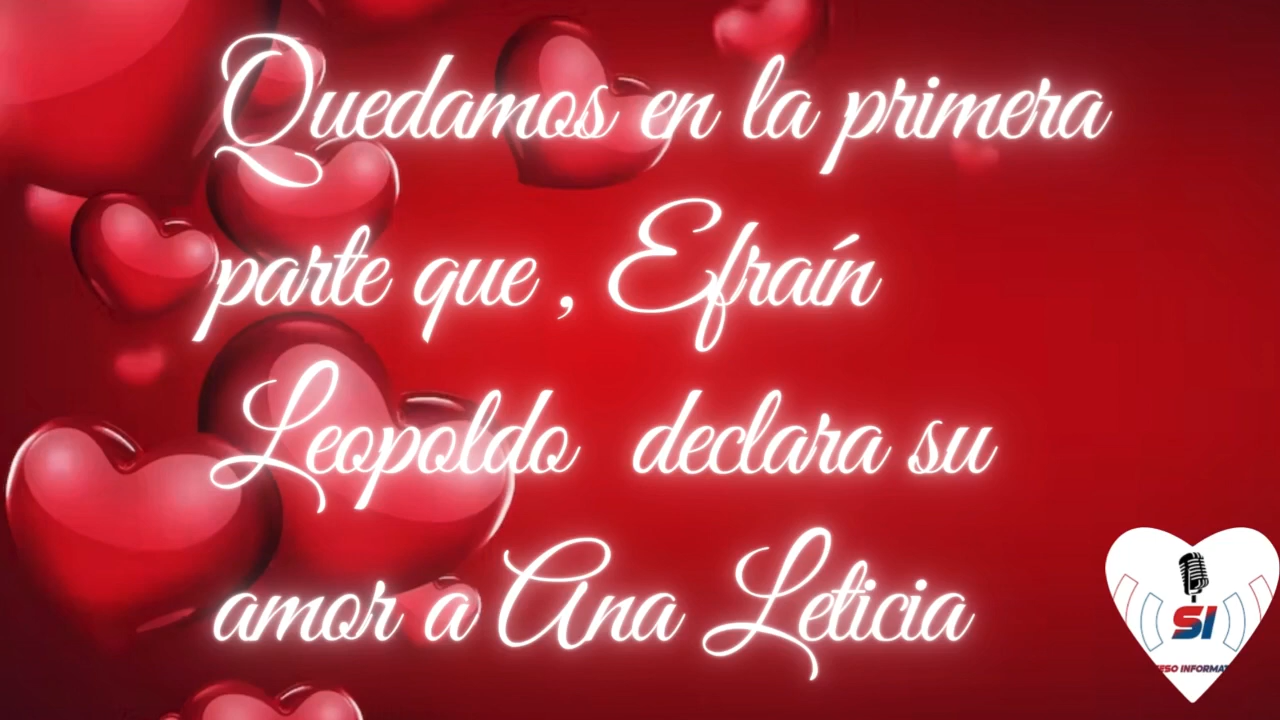 Quedamos en la primera
parte que , Efraín
Leopoldo declara su
amor a Ana Leticia
SI